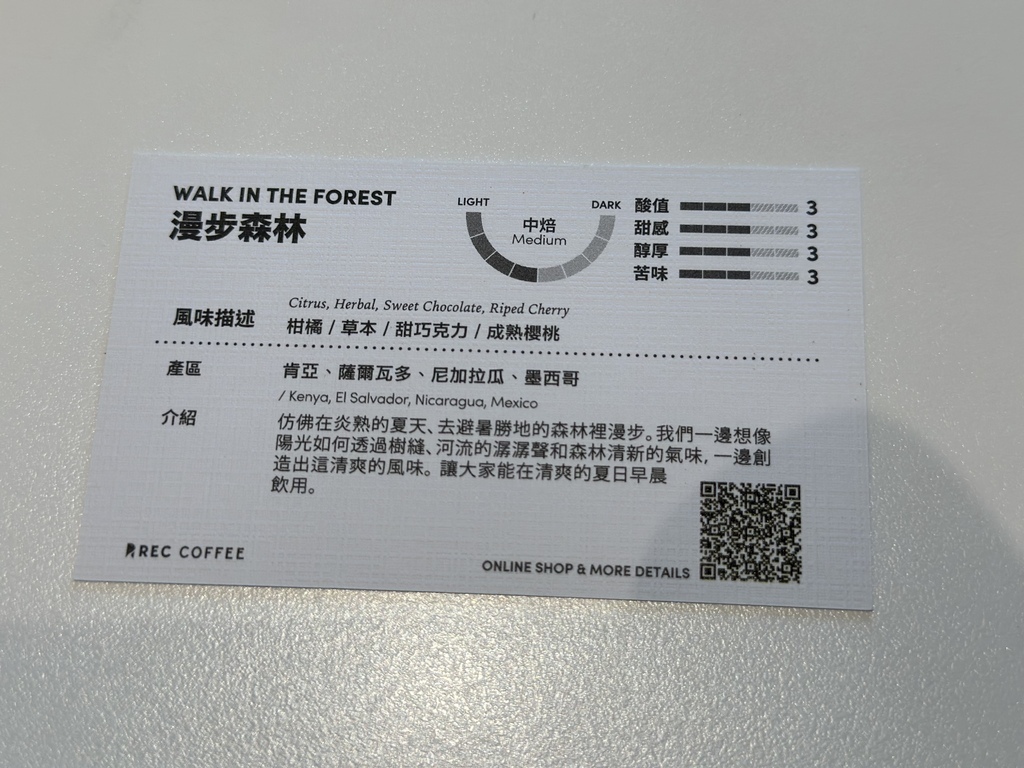 WALK IN THE FOREST
漫步森林
LIGHT
DARK
中焙
Medium
酸值 3
甜感 3
醇厚 3
苦味 3
風味描述
Citrus, Herbal, Sweet Chocolate, Riped Cherry
柑橘 / 草本 / 甜巧克力 / 成熟櫻桃
產區
肯亞、薩爾瓦多、尼加拉瓜、墨西哥
/ Kenya, El Salvador, Nicaragua, Mexico
介紹
仿佛在炎熱的夏天、去避暑勝地的森林裡漫步。我們一邊想像
陽光如何透過樹縫、河流的潺潺聲和森林清新的氣味, 一邊創
造出這清爽的風味。讓大家能在清爽的夏日早晨
飲用。
REC COFFEE
ONLINE SHOP & MORE DETAILS